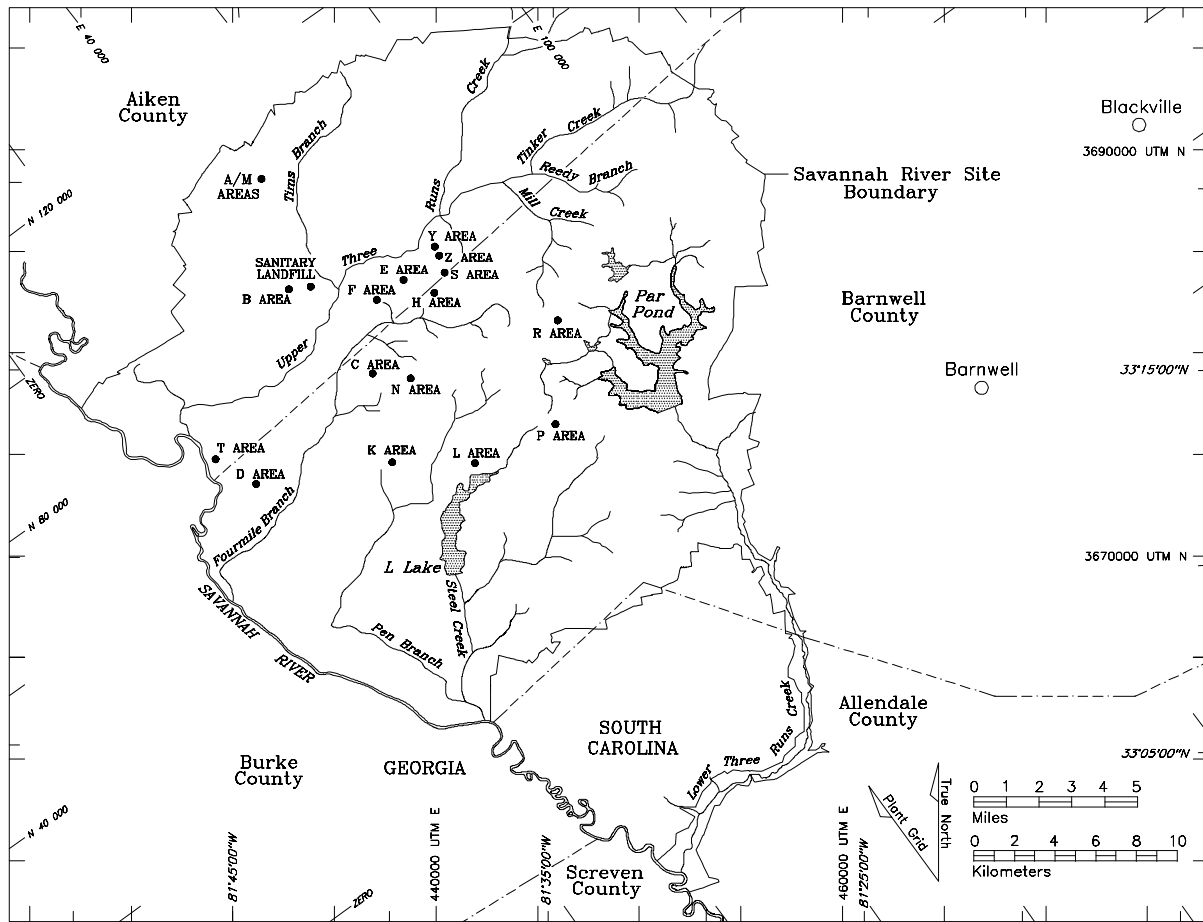 E 40 000
E 100 000
Aiken
County
Creek
Blackville
Branch
Tims
Tinker
Creek
3690000 UTM N
A/M
AREAS
Reedy
Branch
Savannah River Site
Boundary
N 120 000
Runs
Mill
Creek
Y AREA
Z AREA
Three
SANITARY
LANDFILL
E AREA
S AREA
B AREA
F AREA
H AREA
Par
Pond
Barnwell
County
R AREA
Upper
C AREA
N AREA
Barnwell
33°15'00"N
ZERO
P AREA
T AREA
K AREA
L AREA
D AREA
N 80 000
Fourmile Branch
L Lake
3670000 UTM N
Steel Creek
SAVANNAH
RIVER
Pen Branch
Allendale
County
SOUTH
CAROLINA
Lower
Three
Runs
Creek
33°05'00"N
Burke
County
GEORGIA
Plant Grid
True North
0 1 2 3 4 5
Miles
0 2 4 6 8 10
Kilometers
N 40 000
81°45'00"W
ZERO
440000 UTM E
81°35'00"W
Screven
County
460000 UTM E
81°25'00"W